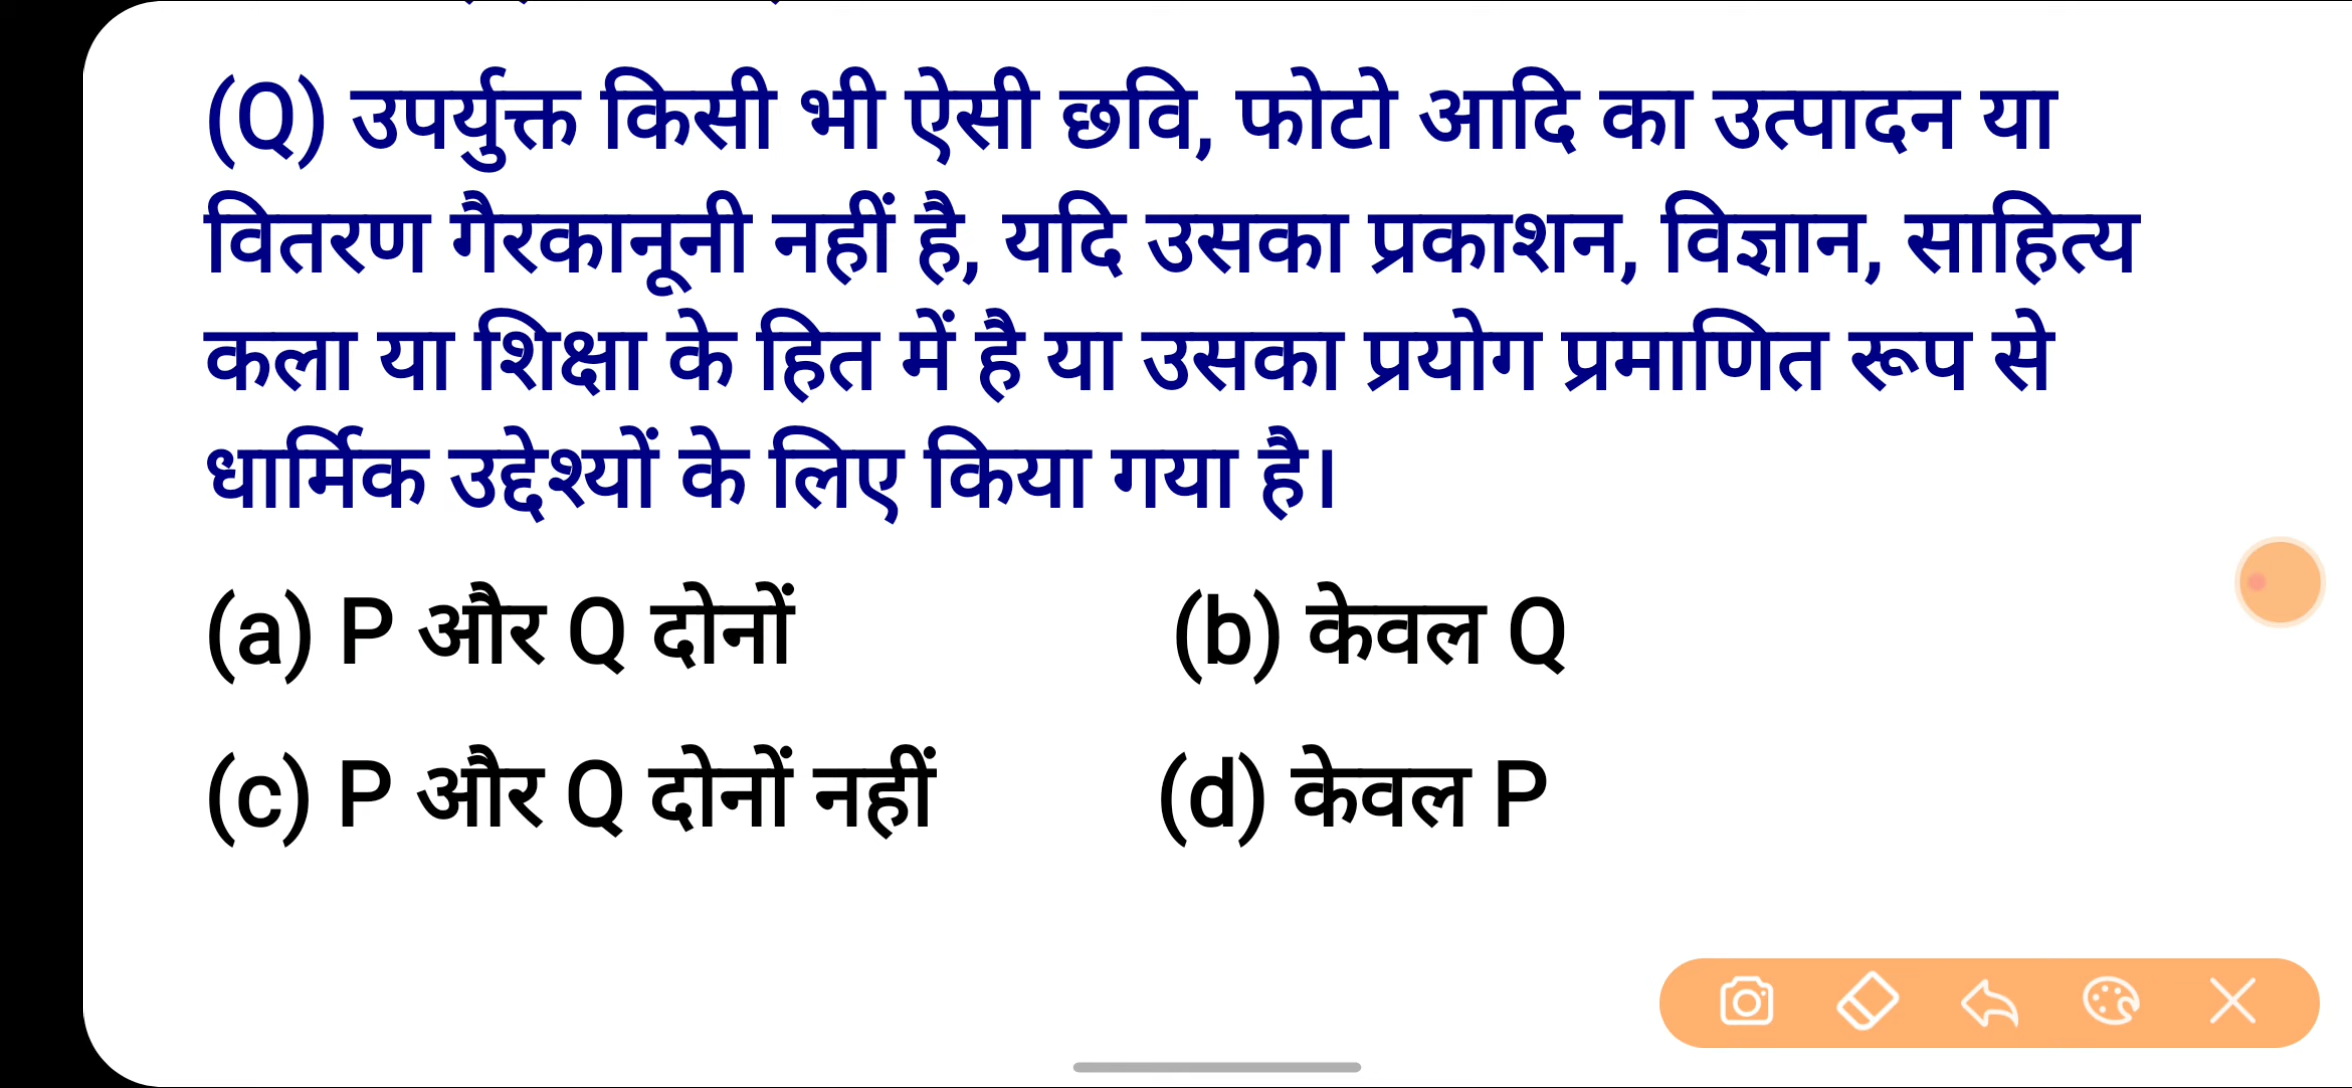 (Q) उपर्युक्त किसी भी ऐसी छवि, फोटो आदि का उत्पादन या
वितरण गैरकानूनी नहीं है, यदि उसका प्रकाशन, विज्ञान, साहित्य
कला या शिक्षा के हित में है या उसका प्रयोग प्रमाणित रूप से
धार्मिक उद्देश्यों के लिए किया गया है।
(a) P और Q दोनों (b) केवल Q
(c) P और Q दोनों नहीं (d) केवल P